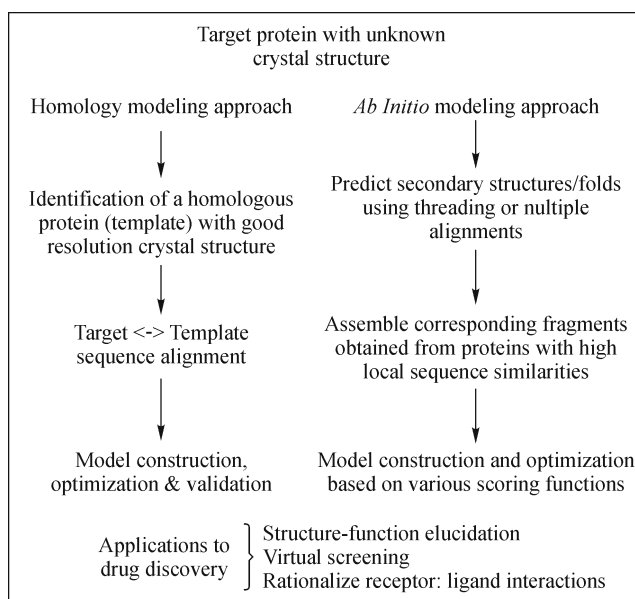 Target protein with unknown
crystal structure
Homology modeling approach
Identification of a homologous
protein (template) with good
resolution crystal structure
Target <-> Template
sequence alignment
Model construction,
optimization & validation
Ab Initio modeling approach
Predict secondary structures/folds
using threading or nultiple
alignments
Assemble corresponding fragments
obtained from proteins with high
local sequence similarities
Model construction and optimization
based on various scoring functions
Applications to
drug discovery
Structure-function elucidation
Virtual screening
Rationalize receptor: ligand interactions